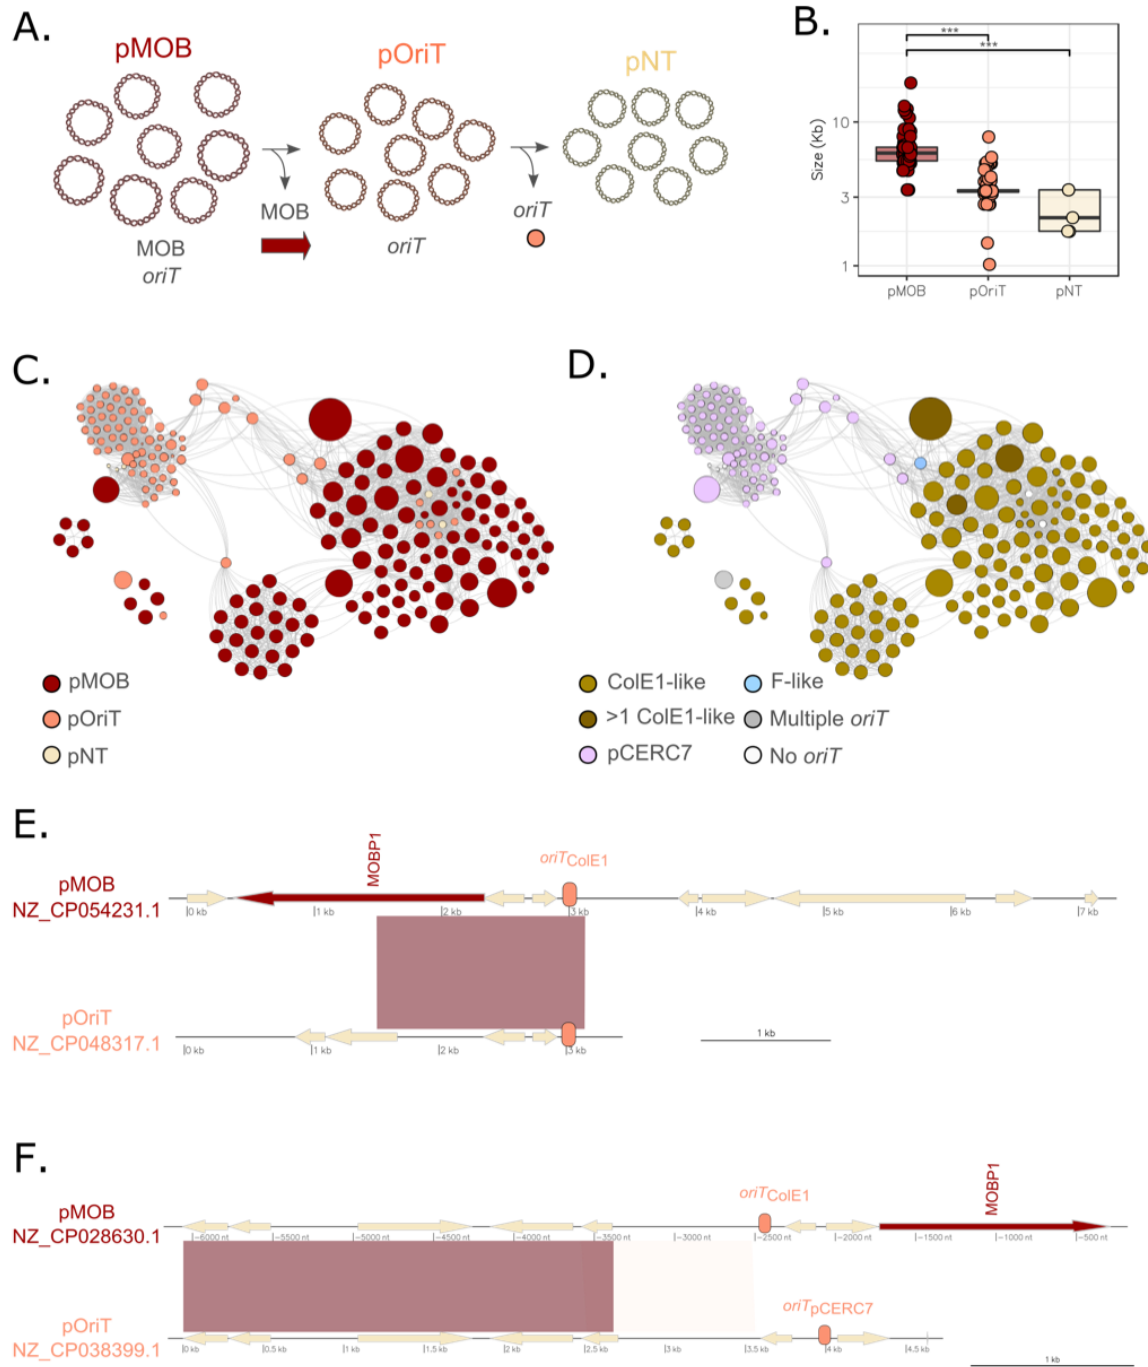 A.
pMOB
pOriT
pNT
MOB
oriT
MOB
oriT
oriT
B.
***
***
Size (Kb)
10
3
1
pMOB
pOriT
pNT
C.
pMOB
pOriT
pNT
D.
ColE1-like
>1 ColE1-like
pCERC7
F-like
Multiple oriT
No oriT
E.
MOBP1
oriTColE1
pMOB
NZ_CP054231.1
0 kb
1 kb
2 kb
3 kb
4 kb
5 kb
6 kb
7 kb
pOriT
NZ_CP048317.1
0 kb
1 kb
2 kb
3 kb
1 kb
F.
MOBP1
oriTColE1
pMOB
NZ_CP028630.1
−6000 nt
−5500 nt
−5000 nt
−4500 nt
−4000 nt
−3500 nt
−3000 nt
−2500 nt
−2000 nt
−1500 nt
−1000 nt
−500 nt
oriTpCERC7
pOriT
NZ_CP038399.1
0 kb
0.5 kb
1 kb
1.5 kb
2 kb
2.5 kb
3 kb
3.5 kb
4 kb
4.5 kb
1 kb